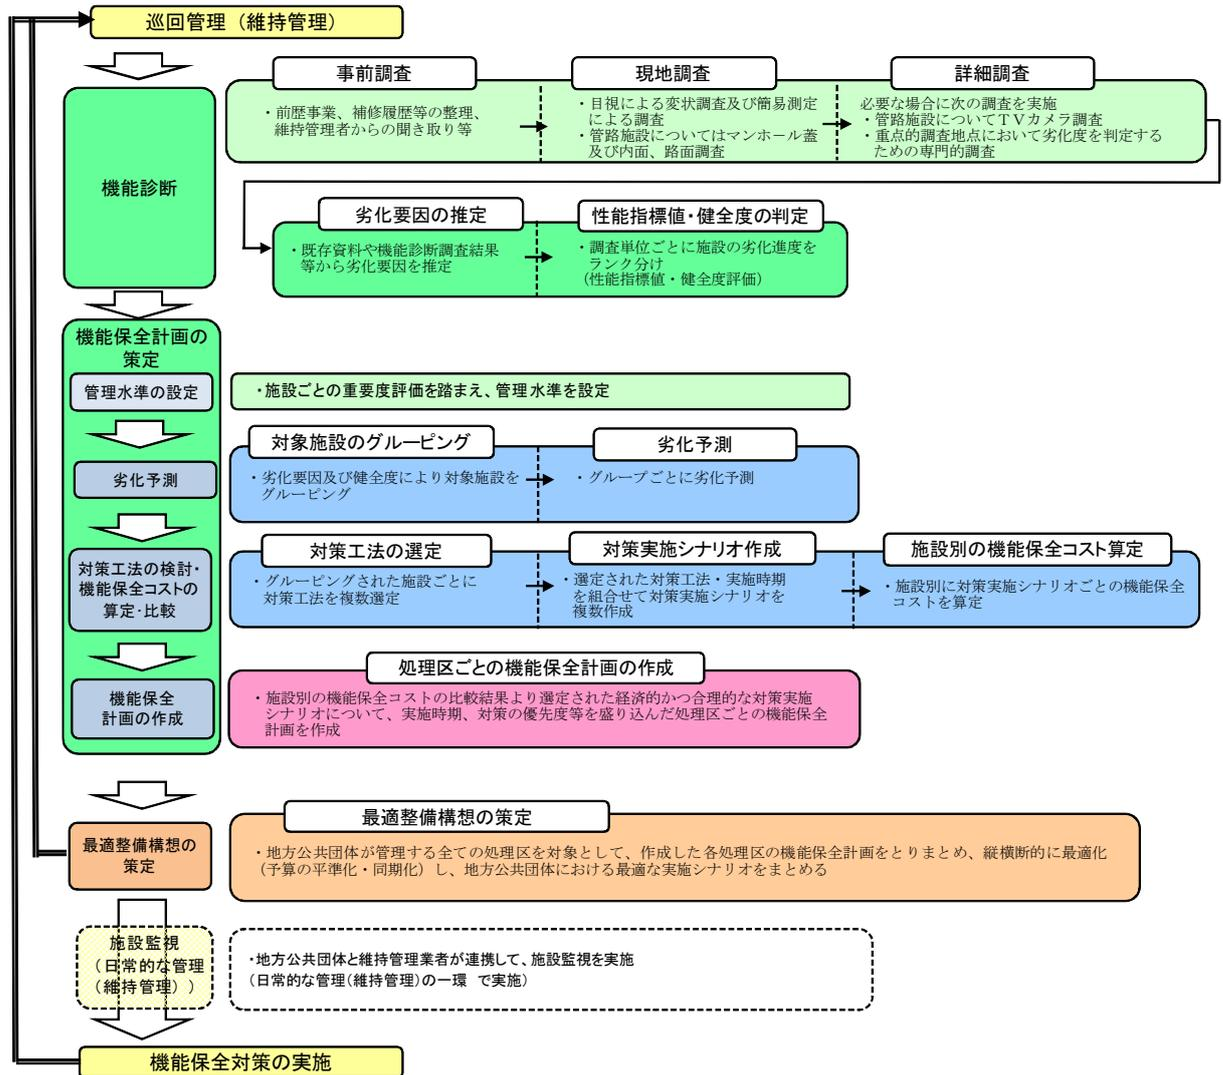 巡回管理（維持管理）
事前調査
・前歴事業、補修履歴等の整理、
維持管理者からの聞き取り等
現地調査
・目視による変状調査及び簡易測定
による調査
・管路施設についてはマンホール蓋
及び内面、路面調査
詳細調査
必要な場合に次の調査を実施
・管路施設についてＴＶカメラ調査
・重点的調査地点において劣化度を判定する
ための専門的調査
機能診断
劣化要因の推定
・既存資料や機能診断調査結果
等から劣化要因を推定
性能指標値・健全度の判定
・調査単位ごとに施設の劣化進度を
ランク分け
（性能指標値・健全度評価）
機能保全計画の
策定
管理水準の設定
・施設ごとの重要度評価を踏まえ、管理水準を設定
劣化予測
対象施設のグルーピング
・劣化要因及び健全度により対象施設を
グルーピング
劣化予測
・グループごとに劣化予測
対策工法の検討・
機能保全コストの
算定・比較
対策工法の選定
・グルーピングされた施設ごとに
対策工法を複数選定
対策実施シナリオ作成
・選定された対策工法・実施時期
を組合せて対策実施シナリオを
複数作成
施設別の機能保全コスト算定
・施設別に対策実施シナリオごとの機能保全
コストを算定
機能保全
計画の作成
処理区ごとの機能保全計画の作成
・施設別の機能保全コストの比較結果より選定された経済的かつ合理的な対策実施
シナリオについて、実施時期、対策の優先度等を盛り込んだ処理区ごとの機能保全
計画を作成
最適整備構想の
策定
最適整備構想の策定
・地方公共団体が管理する全ての処理区を対象として、作成した各処理区の機能保全計画をとりまとめ、縦横断的に最適化
（予算の平準化・同期化）し、地方公共団体における最適な実施シナリオをまとめる
施設監視
（日常的な管理
（維持管理））
・地方公共団体と維持管理業者が連携して、施設監視を実施
（日常的な管理（維持管理）の一環 で実施）
機能保全対策の実施